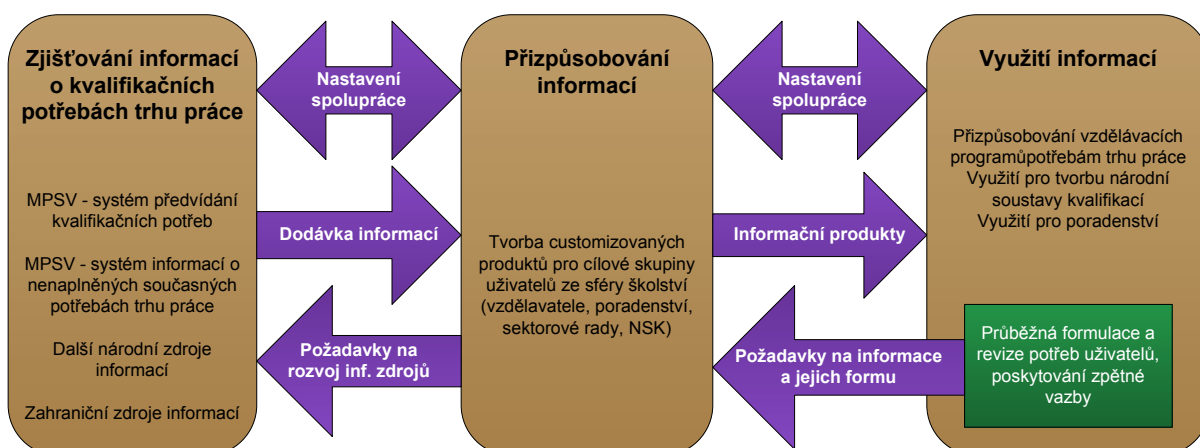 Zjišťování informací
o kvalifikačních
potřebách trhu práce
MPSV - systém předvídání
kvalifikačních potřeb
MPSV - systém informací o
nenaplněných současných
potřebách trhu práce
Další národní zdroje
informací
Zahraniční zdroje informací
Nastavení
spolupráce
Dodávka informací
Požadavky na
rozvoj inf. zdrojů
Přizpůsobování
informací
Tvorba customizovaných
produktů pro cílové skupiny
uživatelů ze sféry školství
(vzdělavatele, poradenství,
sektorové rady, NSK)
Nastavení
spolupráce
Informační produkty
Požadavky na informace
a jejich formu
Využití informací
Přizpůsobování vzdělávacích
programůpotřebám trhu práce
Využití pro tvorbu národní
soustavy kvalifikací
Využití pro poradenství
Průběžná formulace a
revize potřeb uživatelů,
poskytování zpětné
vazby